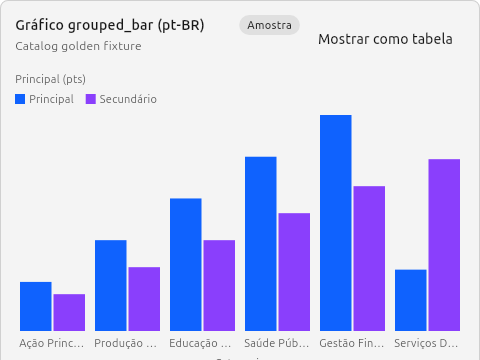 Gráfico grouped_bar (pt-BR)
Amostra
Catalog golden fixture
Mostrar como tabela
Principal (pts)
Principal
Secundário
Ação Princ…
Produção …
Educação …
Saúde Púb…
Gestão Fin…
Serviços D…